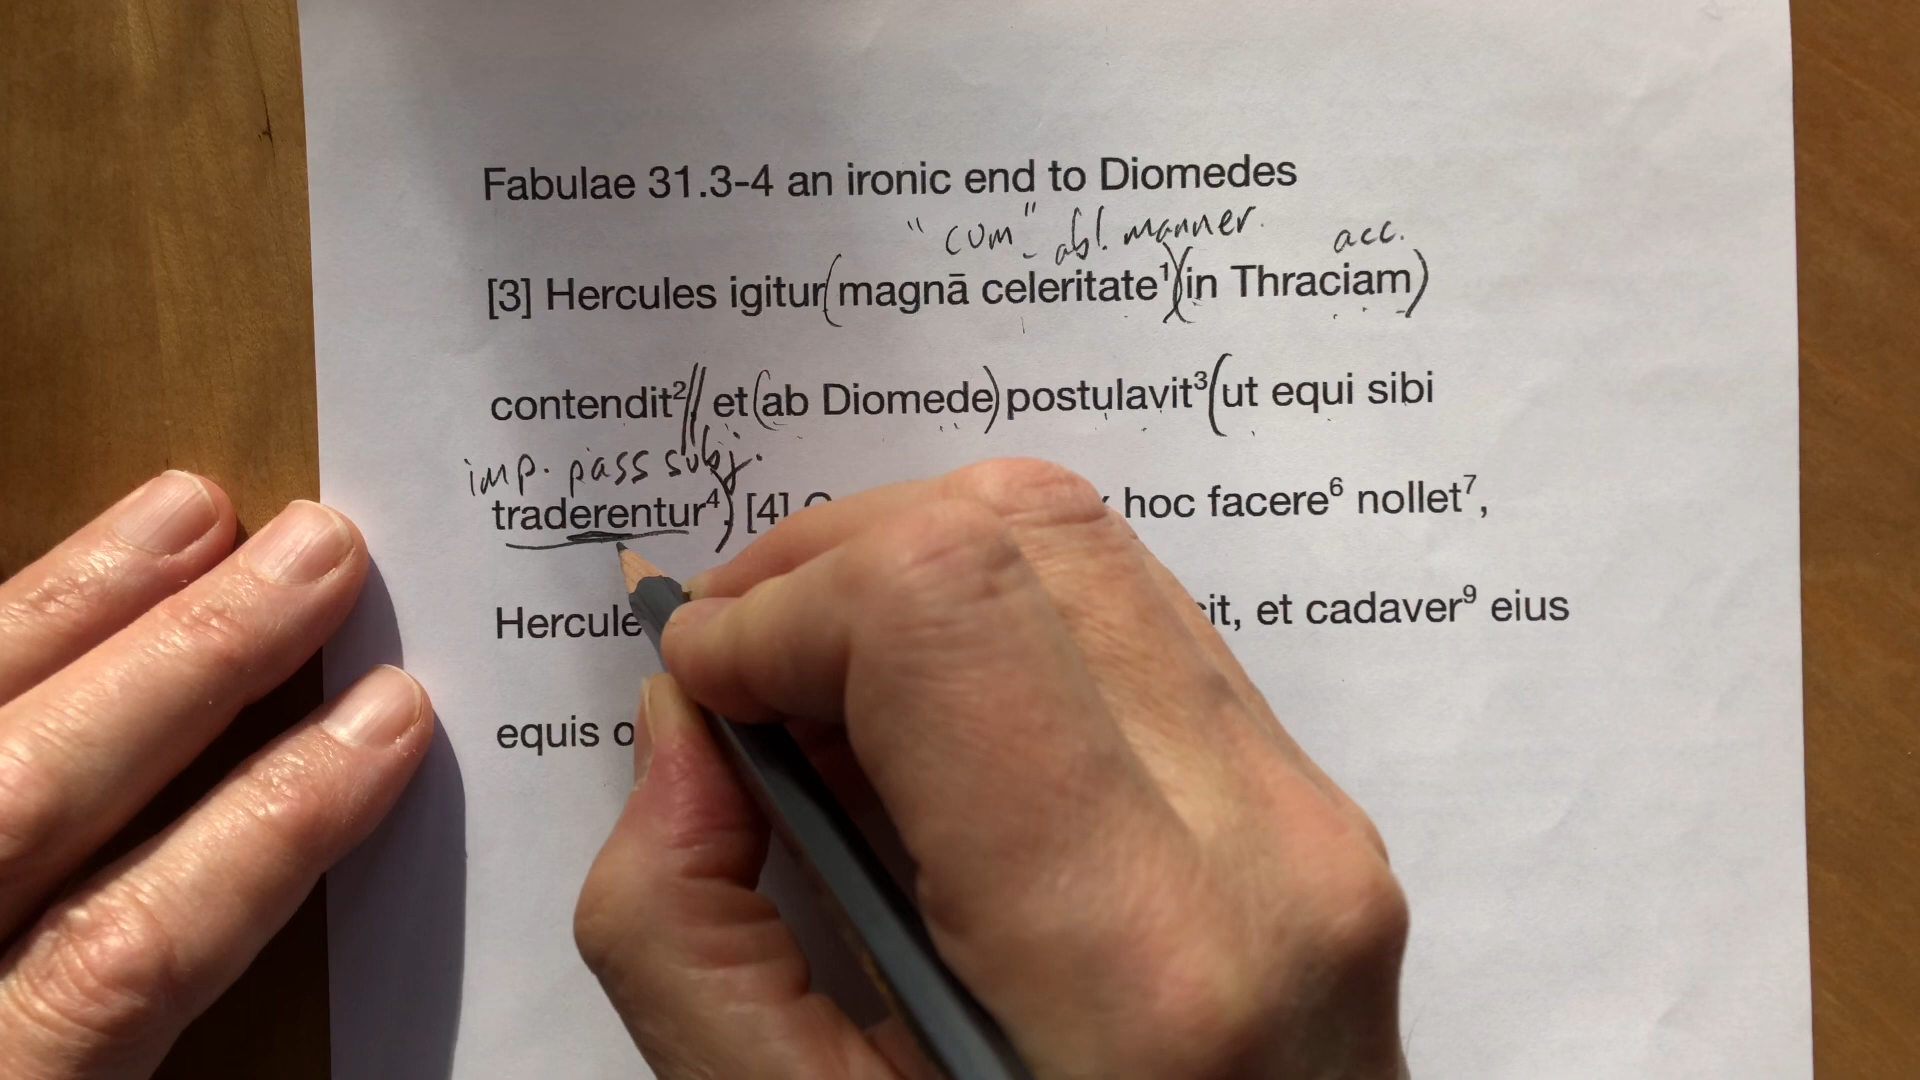 Fabulae 31.3-4 an ironic end to Diomedes
"cum" abl. manner. acc.
[3] Hercules igitur (magnā celeritate¹) (in Thraciam)
contendit² // et (ab Diomede) postulavit³ (ut equi sibi
imp. pass subj.
traderentur⁴.) [4] hoc facere⁶ nollet⁷,
et cadaver⁹ eius
equis